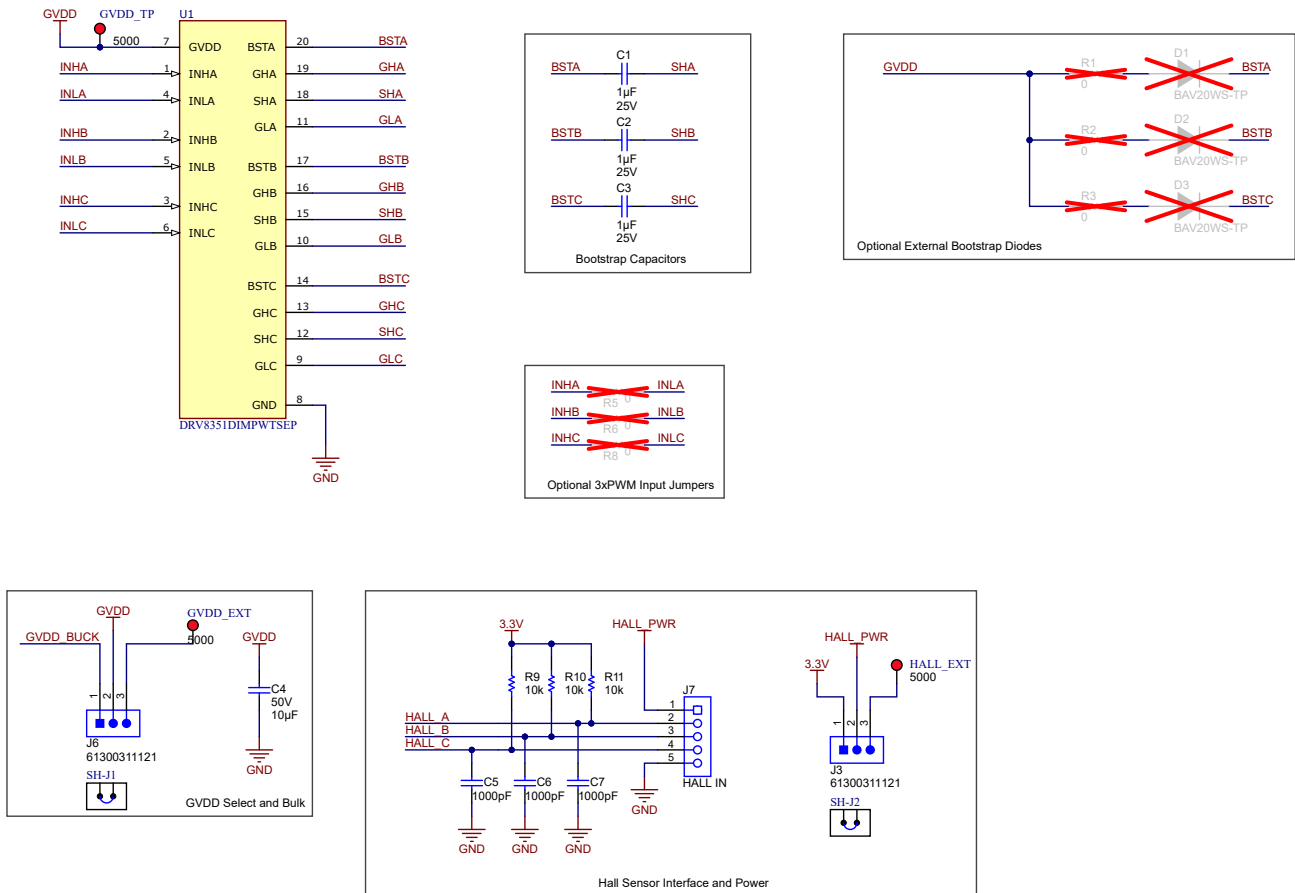 GVDD
GVDD_TP
5000
U1
7 GVDD BSTA 20 BSTA
INHA 1 INHA GHA 19 GHA
INLA 4 INLA SHA 18 SHA
GLA 11 GLA
INHB 2 INHB
INLB 5 INLB BSTB 17 BSTB
GHB 16 GHB
INHC 3 INHC SHB 15 SHB
INLC 6 INLC GLB 10 GLB
BSTC 14 BSTC
GHC 13 GHC
SHC 12 SHC
GLC 9 GLC
GND 8
DRV8351DIMPWTSEP
GND
C1
BSTA SHA
1µF
25V
C2
BSTB SHB
1µF
25V
C3
BSTC SHC
1µF
25V
Bootstrap Capacitors
GVDD R1 D1 BSTA
0 BAV20WS-TP
R2 D2 BSTB
0 BAV20WS-TP
R3 D3 BSTC
0 BAV20WS-TP
Optional External Bootstrap Diodes
INHA INLA
R5 0
INHB INLB
R6 0
INHC INLC
R8 0
Optional 3xPWM Input Jumpers
GVDD_BUCK
GVDD
GVDD_EXT
5000
1 2 3
J6
61300311121
SH-J1
GVDD
C4
50V
10µF
GND
GVDD Select and Bulk
3.3V
HALL_PWR
R9 R10 R11
10k 10k 10k
J7
1
HALL_A 2
HALL_B 3
HALL_C 4
5
HALL IN
C5 C6 C7
1000pF 1000pF 1000pF
GND
GND GND GND
3.3V
HALL_PWR
HALL_EXT
5000
1 2 3
J3
61300311121
SH-J2
Hall Sensor Interface and Power